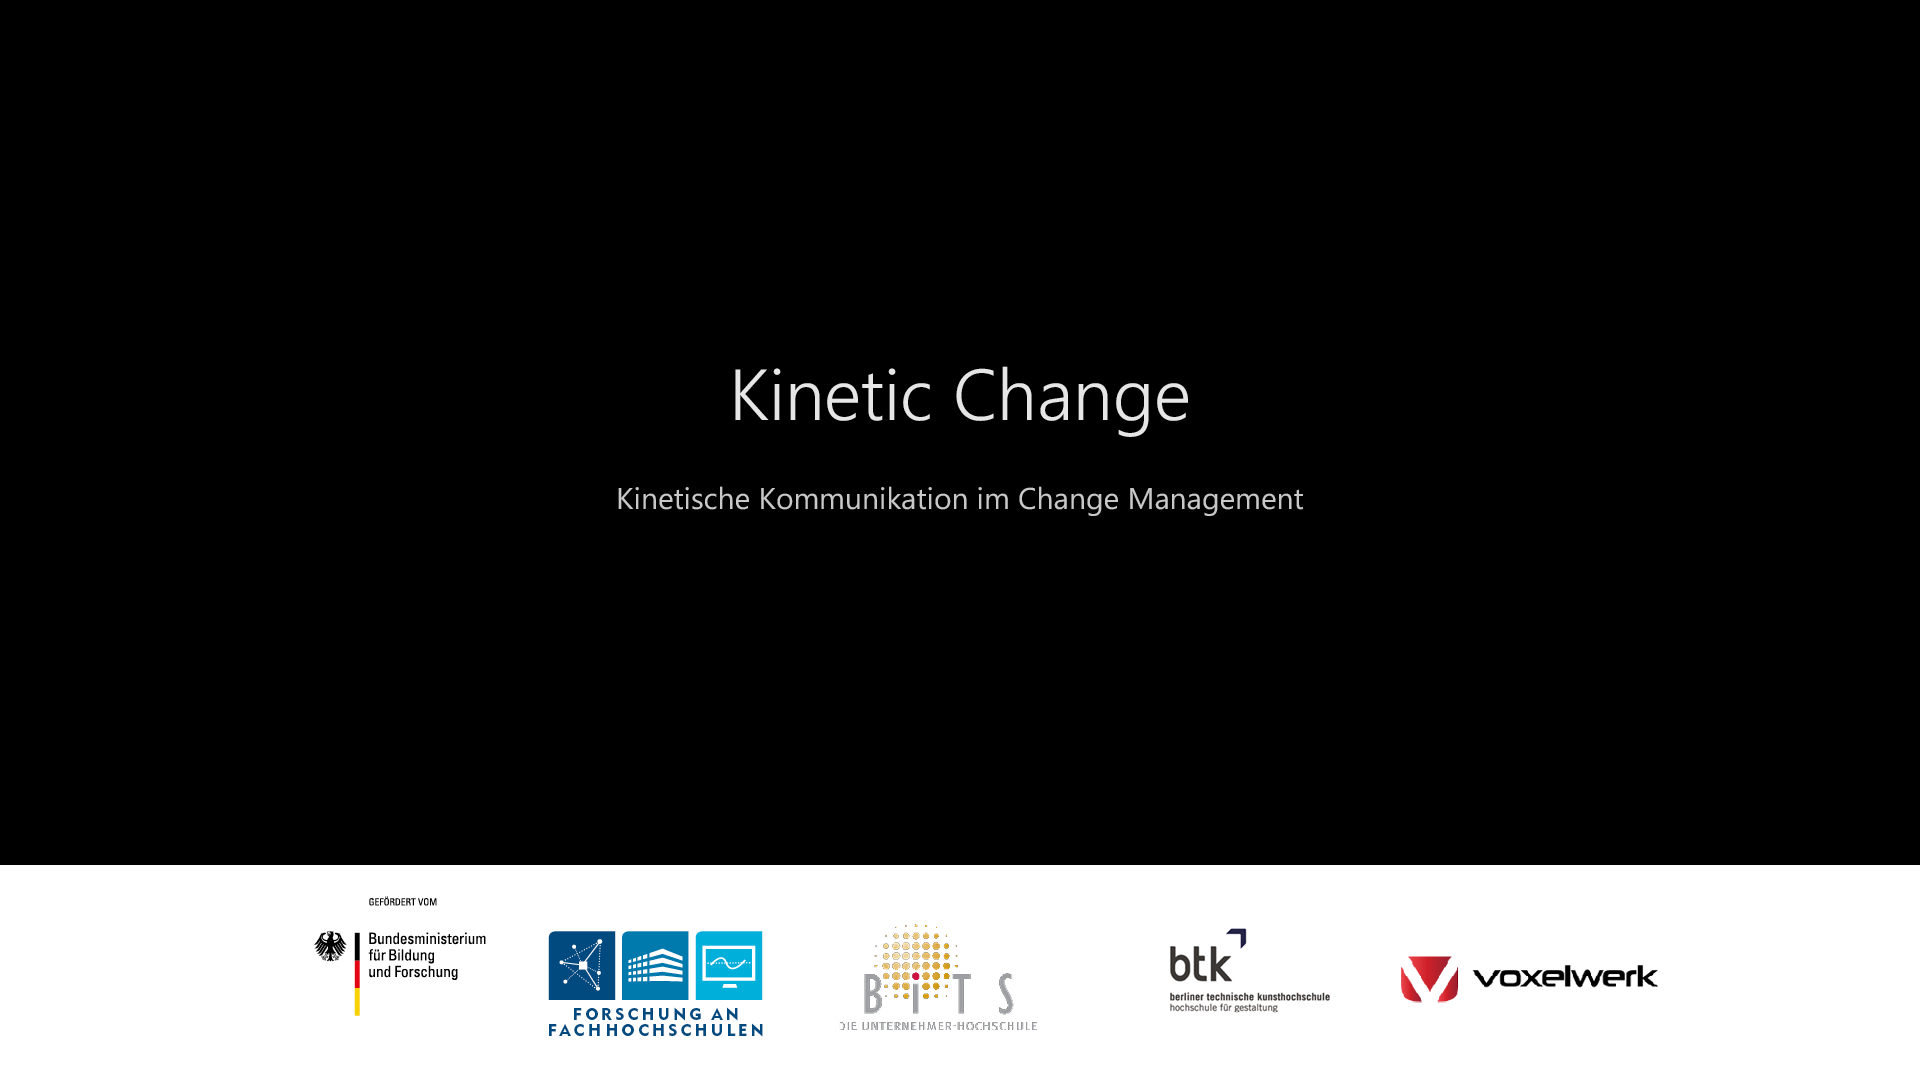 Kinetic Change
Kinetische Kommunikation im Change Management
GEFÖRDERT VOM
Bundesministerium
für Bildung
und Forschung
FORSCHUNG AN
FACHHOCHSCHULEN
BiTS
DIE UNTERNEHMER-HOCHSCHULE
btk
berliner technische kunsthochschule
hochschule für gestaltung
voxelwerk